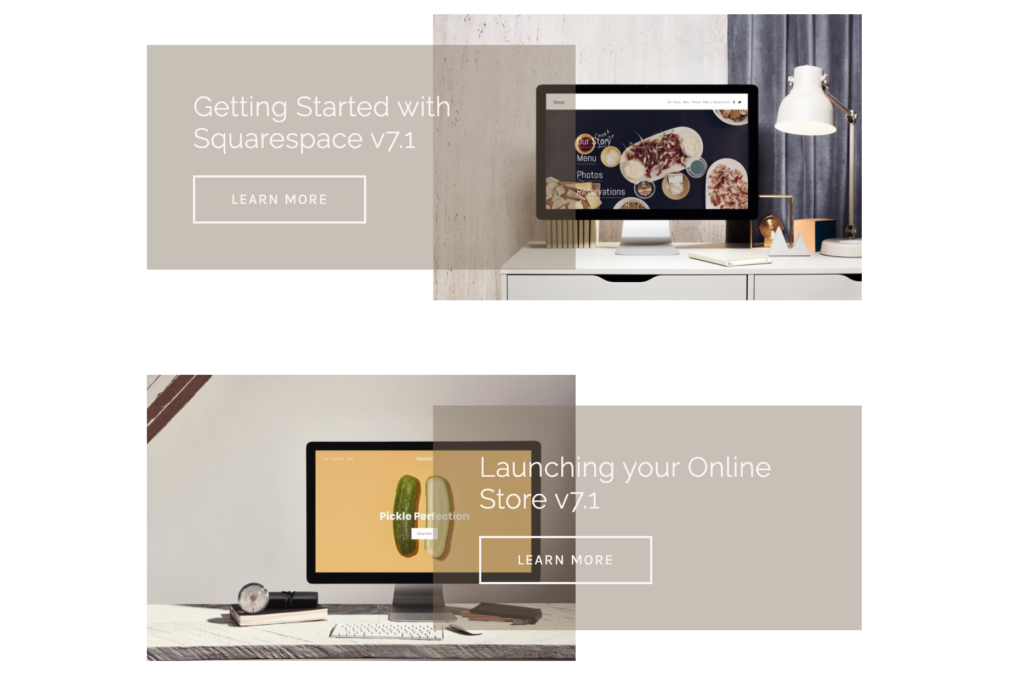 Getting Started with
Squarespace v7.1
LEARN MORE
Our Story
Menu
Photos
Reservations
Launching your Online
Store v7.1
LEARN MORE
Pickle Perfection